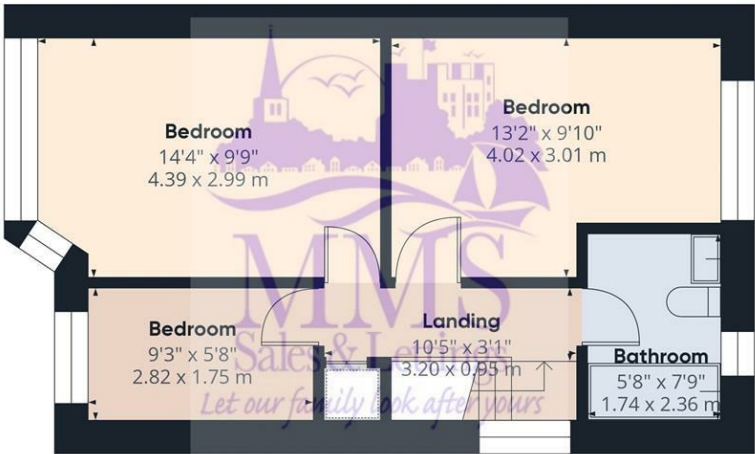 Bedroom
14'4" x 9'9"
4.39 x 2.99 m
Bedroom
13'2" x 9'10"
4.02 x 3.01 m
MMS
Bedroom
9'3" x 5'8"
2.82 x 1.75 m
Landing
10'5" x 3'1"
3.20 x 0.95 m
Sales & Lettings
Bathroom
5'8" x 7'9"
1.74 x 2.36 m
Let our family look after yours